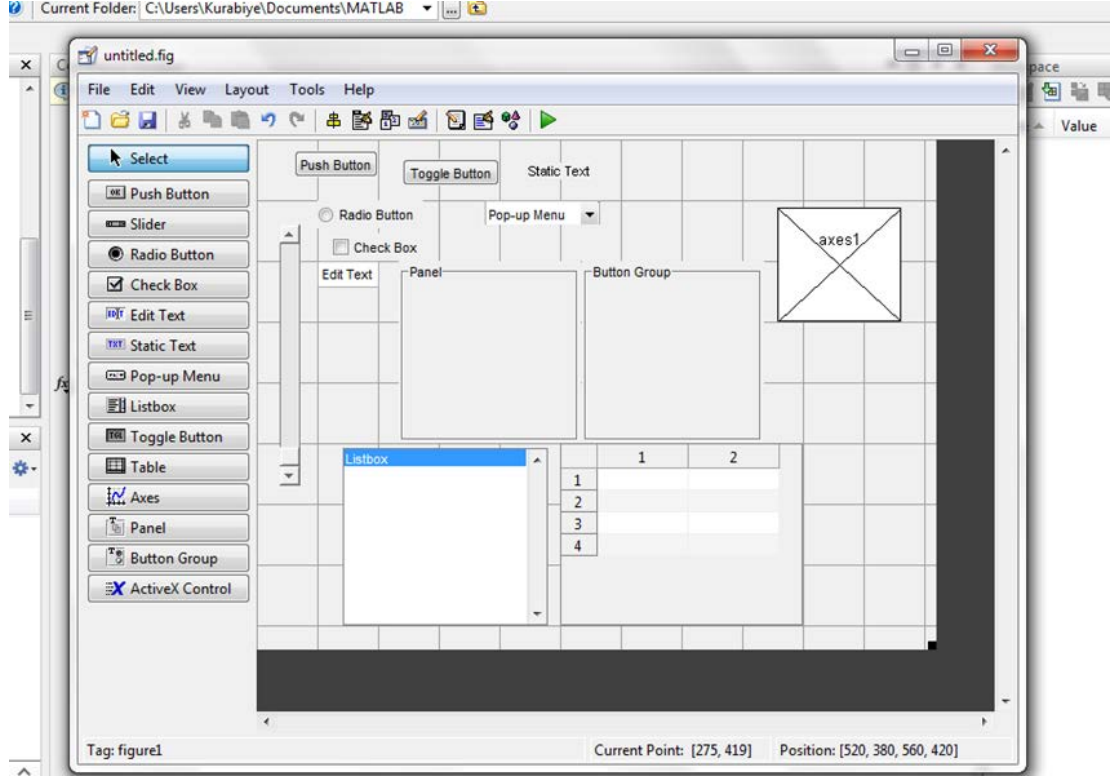 Current Folder: C:\Users\Kurabiye\Documents\MATLAB
untitled.fig
File Edit View Layout Tools Help
Value
Select
Push Button
Slider
Radio Button
Check Box
Edit Text
Static Text
Pop-up Menu
Listbox
Toggle Button
Table
Axes
Panel
Button Group
ActiveX Control
Push Button Toggle Button Static Text
Radio Button Pop-up Menu
Check Box
axes1
Edit Text Panel Button Group
Listbox
1 2
1
2
3
4
Tag: figure1 Current Point: [275, 419] Position: [520, 380, 560, 420]